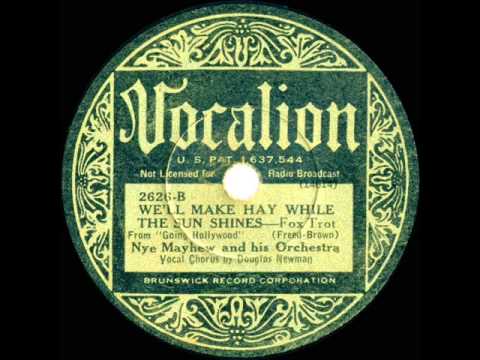 Vocalion
U. S. PAT. 1,637,544
Not Licensed for Radio Broadcast
(14614)
2626-B
WE'LL MAKE HAY WHILE
THE SUN SHINES—Fox Trot
From "Going Hollywood" (Freed-Brown)
Nye Mayhew and his Orchestra
Vocal Chorus by Douglas Newman
BRUNSWICK RECORD CORPORATION